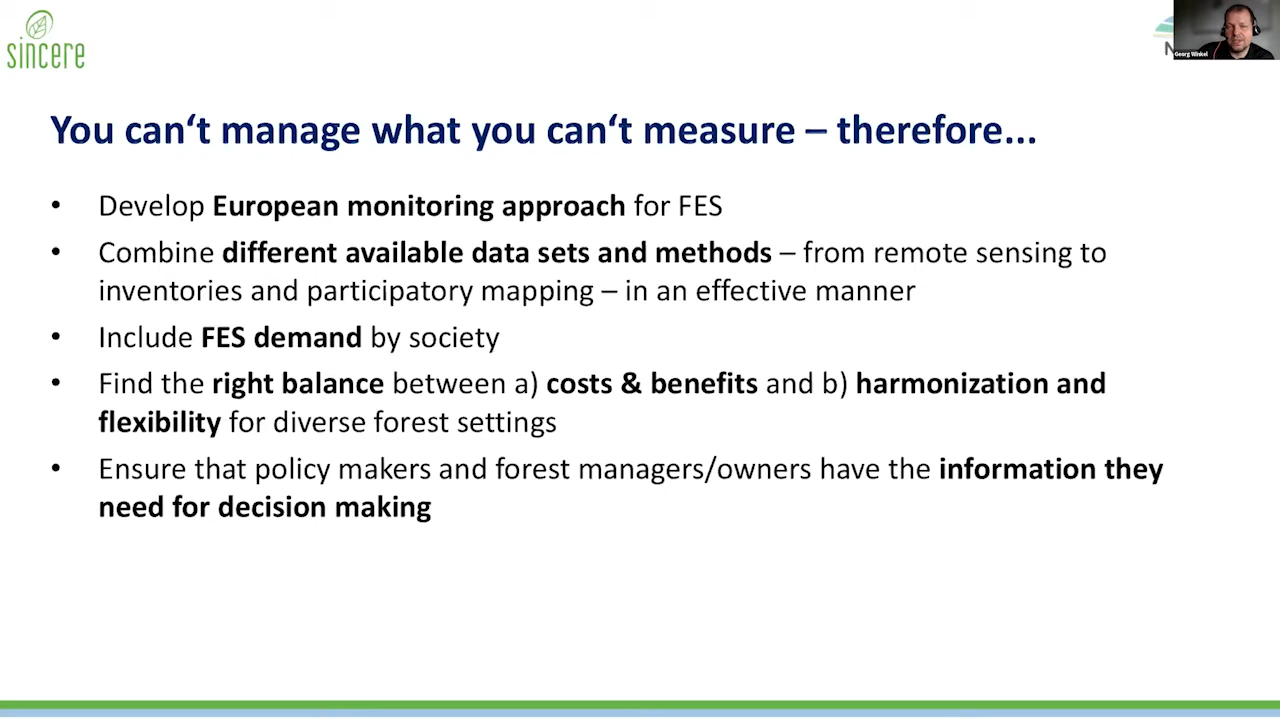 sincere
N
Georg Winkel
You can‘t manage what you can‘t measure – therefore...
• Develop European monitoring approach for FES
• Combine different available data sets and methods – from remote sensing to
inventories and participatory mapping – in an effective manner
• Include FES demand by society
• Find the right balance between a) costs & benefits and b) harmonization and
flexibility for diverse forest settings
• Ensure that policy makers and forest managers/owners have the information they
need for decision making